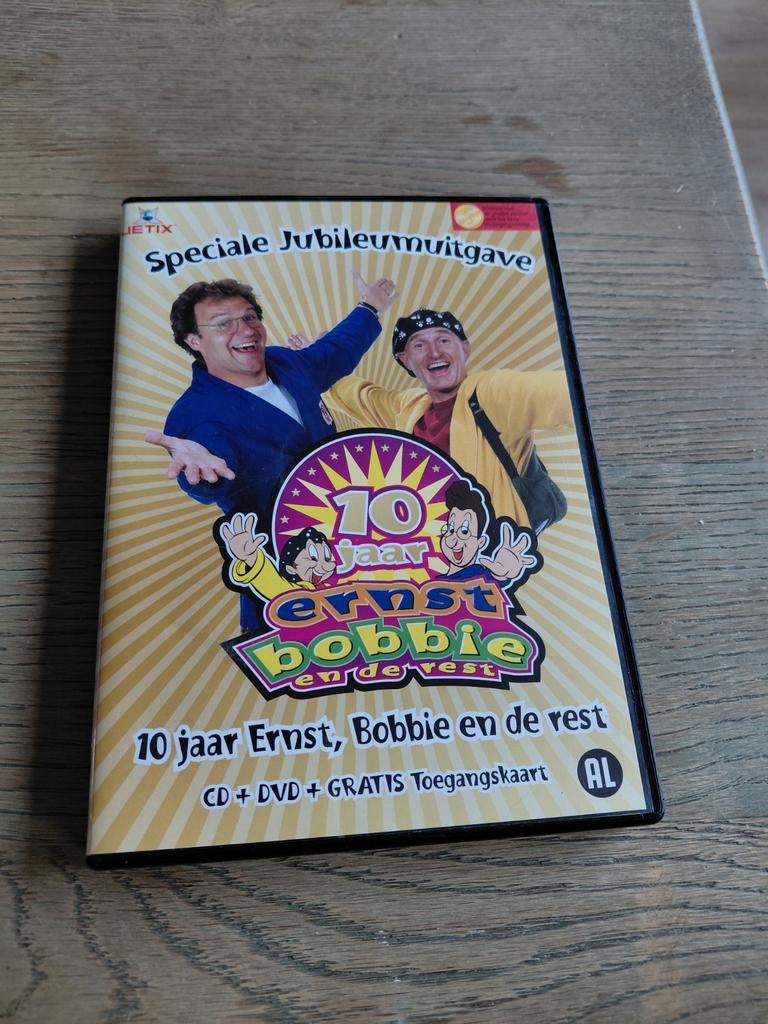 JETIX
Speciale Jubileumuitgave
10
jaar
ernst
bobbie
en de rest
10 jaar Ernst, Bobbie en de rest
CD + DVD + GRATIS Toegangskaart
AL